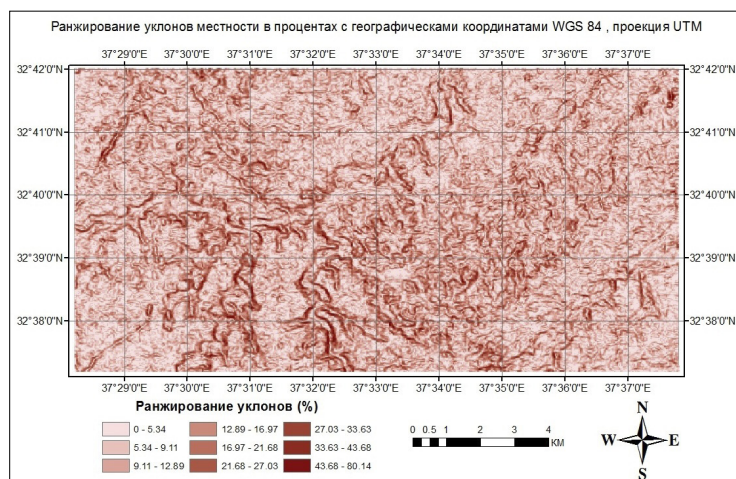 Ранжирование уклонов местности в процентах с географическими координатами WGS 84 , проекция UTM
37°29'0"E 37°30'0"E 37°31'0"E 37°32'0"E 37°33'0"E 37°34'0"E 37°35'0"E 37°36'0"E 37°37'0"E
32°42'0"N 32°42'0"N
32°41'0"N 32°41'0"N
32°40'0"N 32°40'0"N
32°39'0"N 32°39'0"N
32°38'0"N 32°38'0"N
37°29'0"E 37°30'0"E 37°31'0"E 37°32'0"E 37°33'0"E 37°34'0"E 37°35'0"E 37°36'0"E 37°37'0"E
Ранжирование уклонов (%)
0 - 5.34 12.89 - 16.97 27.03 - 33.63
5.34 - 9.11 16.97 - 21.68 33.63 - 43.68
9.11 - 12.89 21.68 - 27.03 43.68 - 80.14
0 0.5 1 2 3 4
КМ
N
W E
S